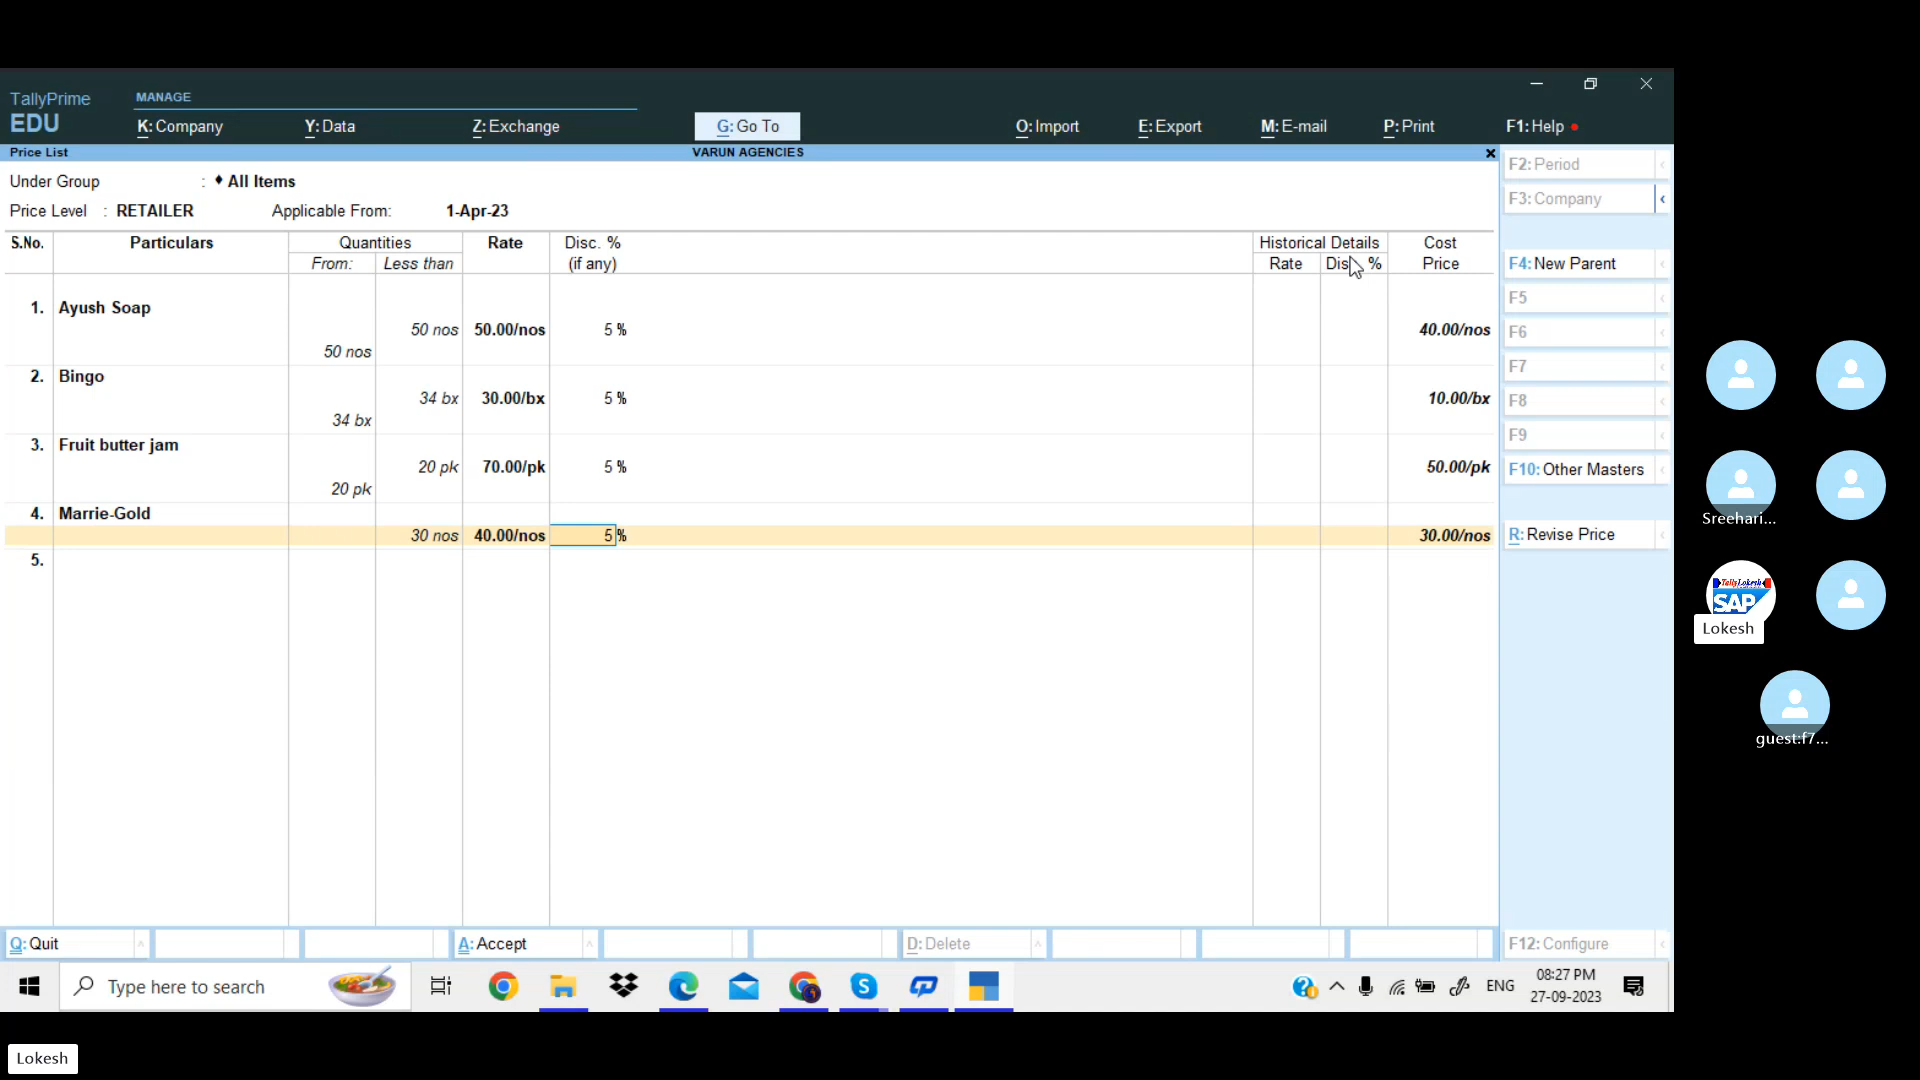 TallyPrime
EDU
MANAGE
K: Company
Y: Data
Z: Exchange
G: Go To
O: Import
E: Export
M: E-mail
P: Print
F1: Help
Price List
VARUN AGENCIES
Under Group : ♦ All Items
Price Level : RETAILER Applicable From: 1-Apr-23
S.No. Particulars Quantities Rate Disc. % Historical Details Cost
From: Less than (if any) Rate Disc. % Price
1. Ayush Soap
50 nos 50.00/nos 5 % 40.00/nos
50 nos
2. Bingo
34 bx 30.00/bx 5 % 10.00/bx
34 bx
3. Fruit butter jam
20 pk 70.00/pk 5 % 50.00/pk
20 pk
4. Marrie-Gold
30 nos 40.00/nos 5 % 30.00/nos
5.
F2: Period
F3: Company
F4: New Parent
F5
F6
F7
F8
F9
F10: Other Masters
R: Revise Price
F12: Configure
Q: Quit
A: Accept
D: Delete
Type here to search
ENG
08:27 PM
27-09-2023
Sreehari...
TallyLokesh
SAP
Lokesh
guest:f7...
Lokesh